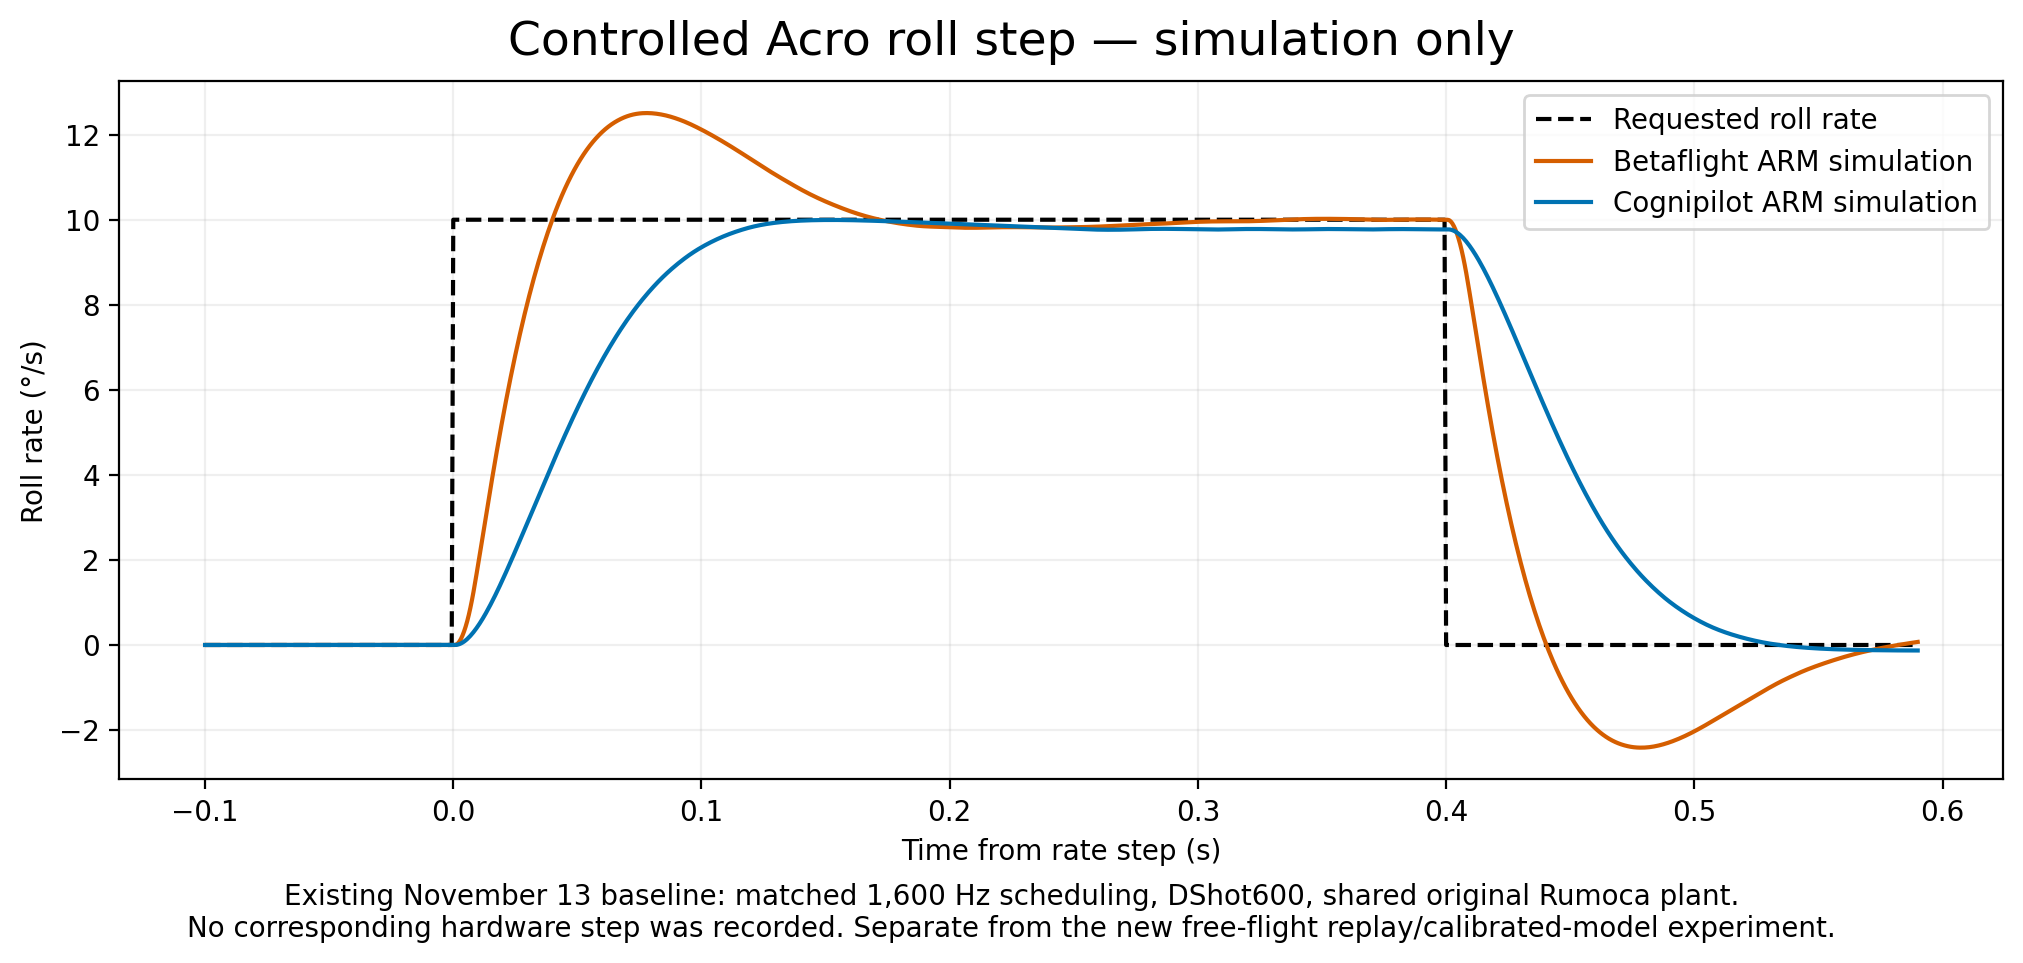 Controlled Acro roll step — simulation only
Requested roll rate
Betaflight ARM simulation
Cognipilot ARM simulation
Roll rate (°/s)
12
10
8
6
4
2
0
−2
−0.1
0.0
0.1
0.2
0.3
0.4
0.5
0.6
Time from rate step (s)
Existing November 13 baseline: matched 1,600 Hz scheduling, DShot600, shared original Rumoca plant.
No corresponding hardware step was recorded. Separate from the new free-flight replay/calibrated-model experiment.